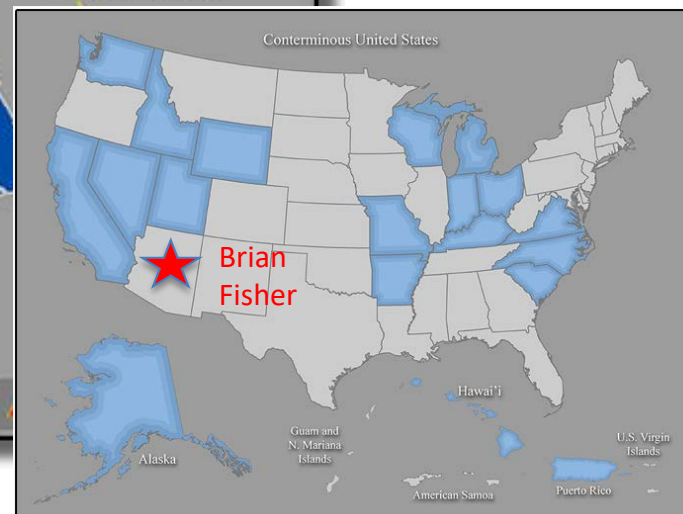 Conterminous United States
Brian
Fisher
Hawai'i
Guam and
N. Mariana
Islands
U.S. Virgin
Islands
Alaska
American Samoa
Puerto Rico